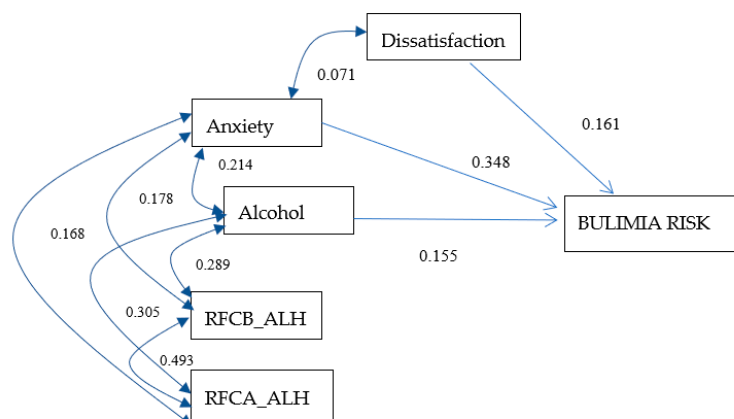 Dissatisfaction
0.071
Anxiety
0.161
0.214
0.348
0.178
Alcohol
BULIMIA RISK
0.168
0.155
0.289
0.305
RFCB_ALH
0.493
RFCA_ALH